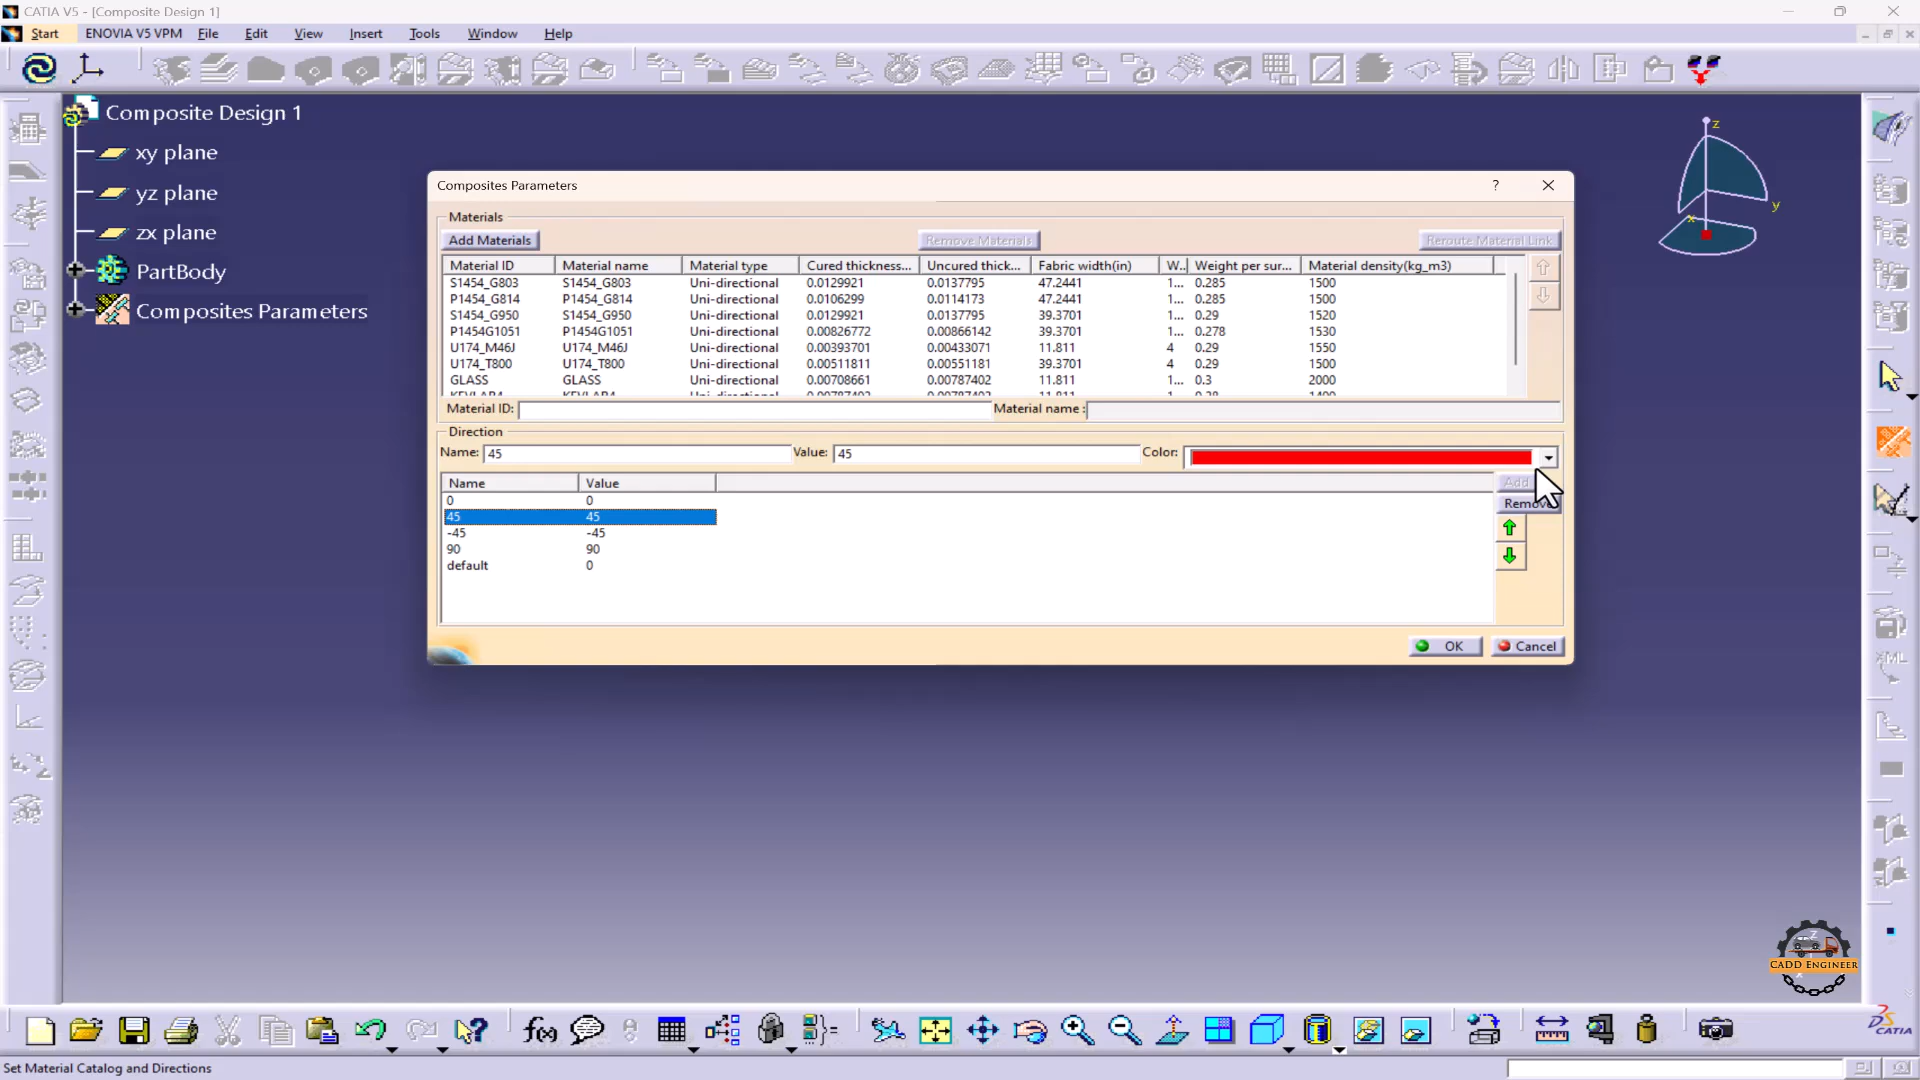 CATIA V5 - [Composite Design 1]
Start ENOVIA V5 VPM File Edit View Insert Tools Window Help
Composite Design 1
xy plane
yz plane
zx plane
PartBody
Composites Parameters
z
y
x
Composites Parameters ?
Materials
Add Materials Remove Materials Reroute Material Link
Material ID Material name Material type Cured thickness... Uncured thick... Fabric width(in) W.. Weight per sur... Material density(kg_m3)
S1454_G803 S1454_G803 Uni-directional 0.0129921 0.0137795 47.2441 1... 0.285 1500
P1454_G814 P1454_G814 Uni-directional 0.0106299 0.0114173 47.2441 1... 0.285 1500
S1454_G950 S1454_G950 Uni-directional 0.0129921 0.0137795 39.3701 1... 0.29 1520
P1454G1051 P1454G1051 Uni-directional 0.00826772 0.00866142 39.3701 1... 0.278 1530
U174_M46J U174_M46J Uni-directional 0.00393701 0.00433071 11.811 4 0.29 1550
U174_T800 U174_T800 Uni-directional 0.00511811 0.00551181 39.3701 4 0.29 1500
GLASS GLASS Uni-directional 0.00708661 0.00787402 11.811 1... 0.3 2000
Material ID: Material name :
Direction
Name: 45 Value: 45 Color:
Name Value
Add
0 0
Remove
45 45
-45 -45
90 90
default 0
OK Cancel
XML
CADD ENGINEER
f(x)
CATIA
Set Material Catalog and Directions